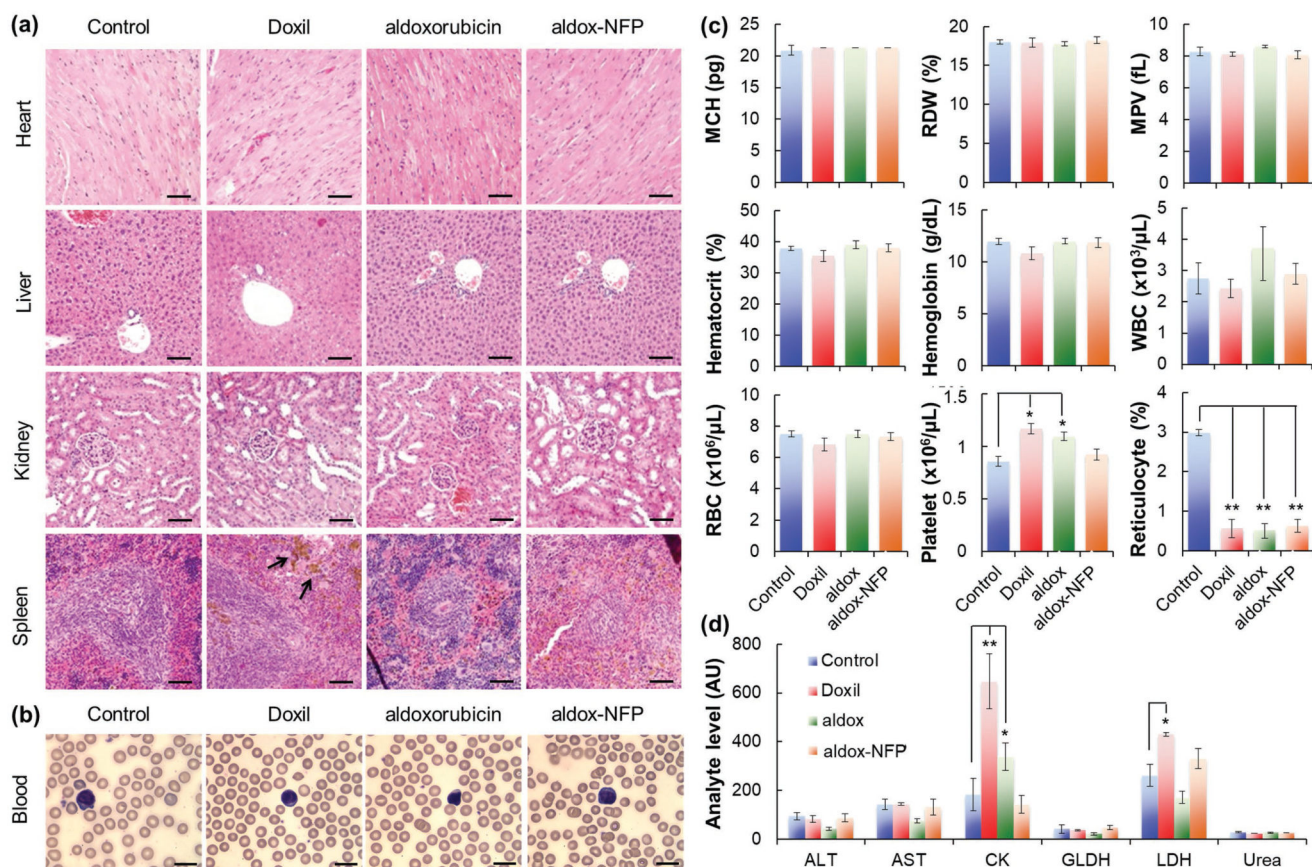 (a)
Control Doxil aldoxorubicin aldox-NFP
Heart
Liver
Kidney
Spleen
(b)
Control Doxil aldoxorubicin aldox-NFP
Blood
(c)
MCH (pg)
25
20
15
10
5
0
RDW (%)
20
15
10
5
0
MPV (fL)
10
8
6
4
2
0
Hematocrit (%)
50
40
30
20
10
0
Hemoglobin (g/dL)
15
10
5
0
WBC (x10³/µL)
5
4
3
2
1
0
RBC (x10⁶/µL)
10
8
6
4
2
0
Control Doxil aldox aldox-NFP
Platelet (x10⁶/µL)
1.5
1
0.5
0
* *
Control Doxil aldox aldox-NFP
Reticulocyte (%)
4
3
2
1
0
** ** **
Control Doxil aldox aldox-NFP
(d)
Analyte level (AU)
800
600
400
200
0
Control
Doxil
aldox
aldox-NFP
**
*
*
ALT AST CK GLDH LDH Urea